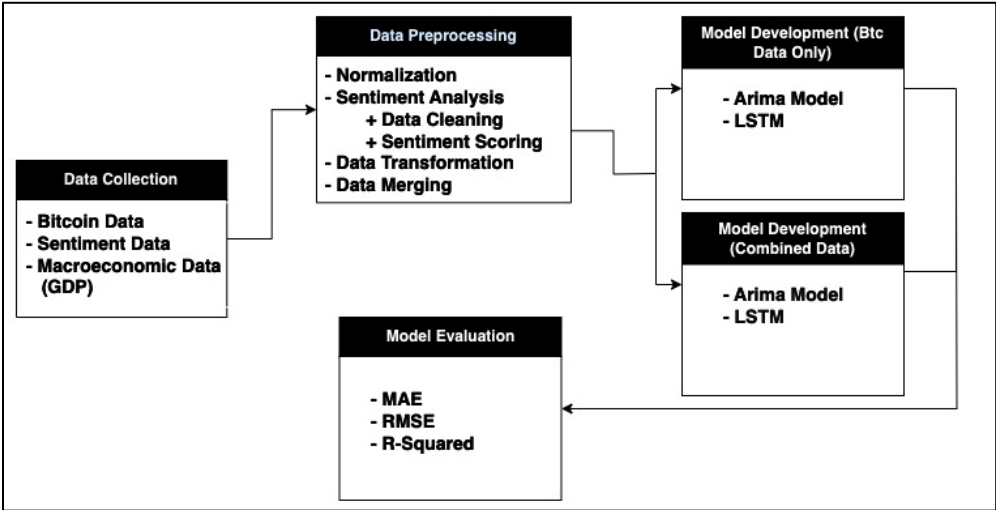 Data Collection
- Bitcoin Data
- Sentiment Data
- Macroeconomic Data
(GDP)
Data Preprocessing
- Normalization
- Sentiment Analysis
+ Data Cleaning
+ Sentiment Scoring
- Data Transformation
- Data Merging
Model Development (Btc
Data Only)
- Arima Model
- LSTM
Model Development
(Combined Data)
- Arima Model
- LSTM
Model Evaluation
- MAE
- RMSE
- R-Squared